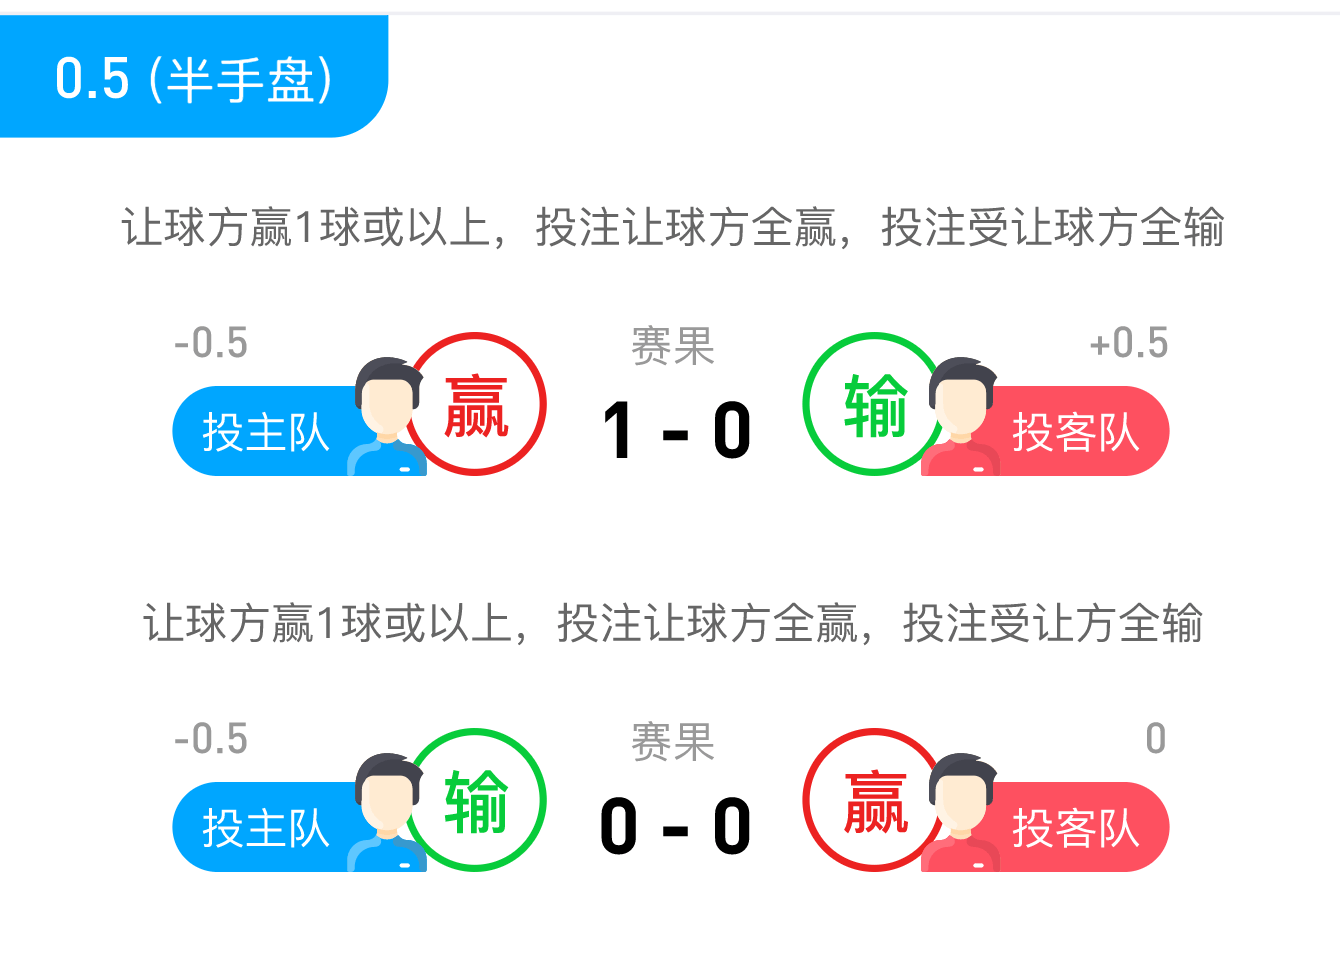 0.5 (半手盘)
让球方赢1球或以上，投注让球方全赢，投注受让球方全输
-0.5 赛果 +0.5
投主队 赢 1 - 0 输 投客队
让球方赢1球或以上，投注让球方全赢，投注受让方全输
-0.5 赛果 0
投主队 输 0 - 0 赢 投客队